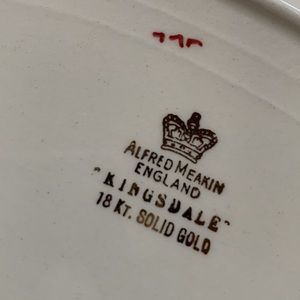 ALFRED MEAKIN
ENGLAND
"KINGSDALE"
18 KT. SOLID GOLD